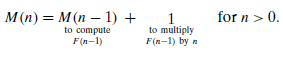 M(n) = M(n − 1) + 1 for n > 0.
to compute to multiply
F(n−1) F(n−1) by n